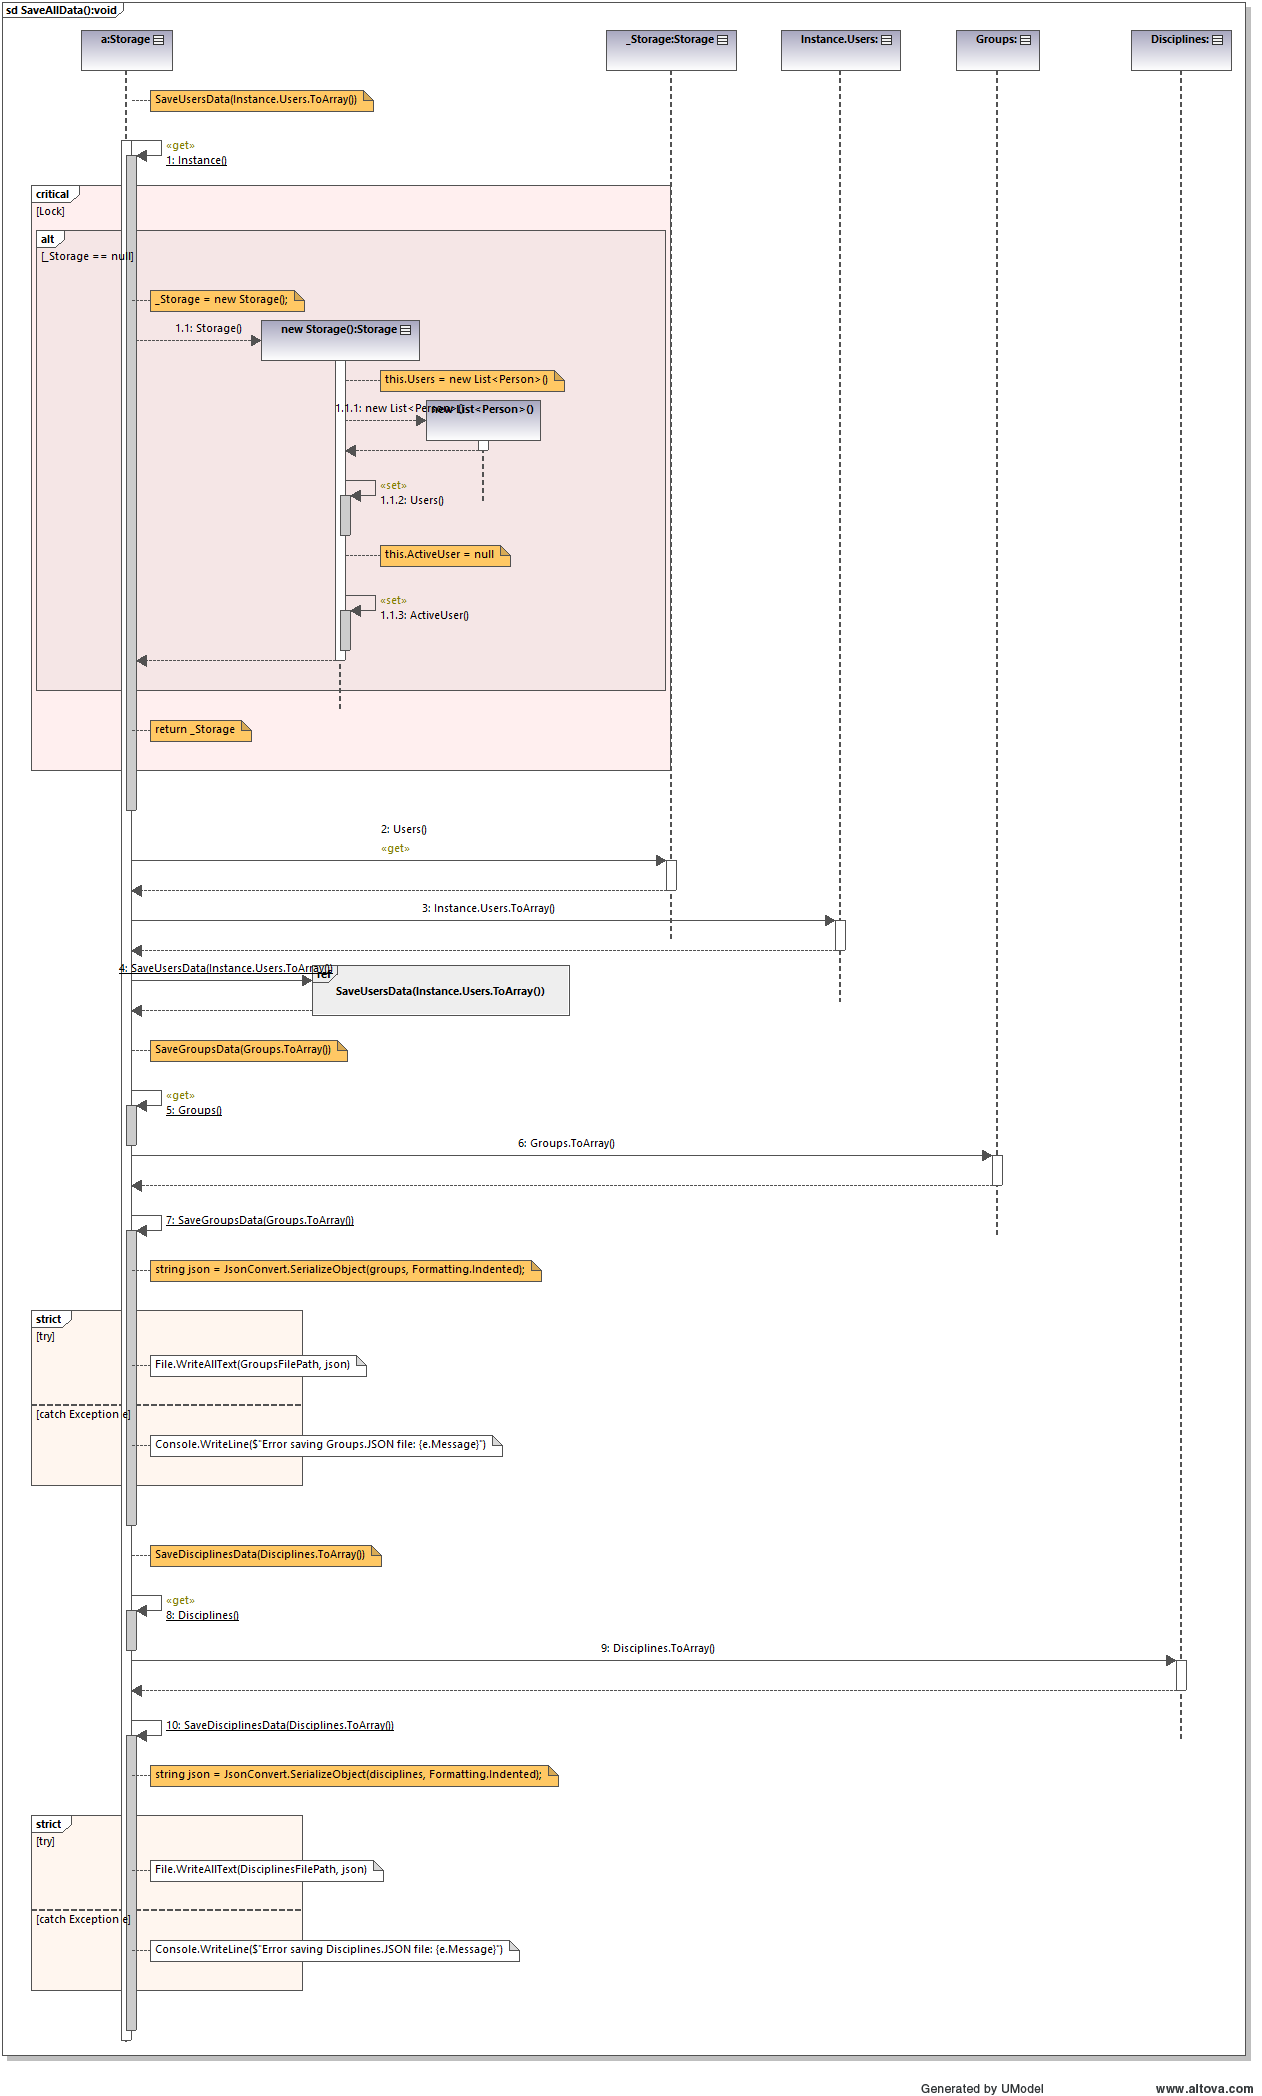 sd SaveAllData():void
a:Storage
_Storage:Storage
Instance.Users:
Groups:
Disciplines:
SaveUsersData(Instance.Users.ToArray())
«get»
1: Instance()
critical
[Lock]
alt
[_Storage == null]
_Storage = new Storage();
1.1: Storage()
new Storage():Storage
this.Users = new List<Person>()
1.1.1: new List<Person>()
new List<Person>()
«set»
1.1.2: Users()
this.ActiveUser = null
«set»
1.1.3: ActiveUser()
return _Storage
2: Users()
«get»
3: Instance.Users.ToArray()
4: SaveUsersData(Instance.Users.ToArray())
ref
SaveUsersData(Instance.Users.ToArray())
SaveGroupsData(Groups.ToArray())
«get»
5: Groups()
6: Groups.ToArray()
7: SaveGroupsData(Groups.ToArray())
string json = JsonConvert.SerializeObject(groups, Formatting.Indented);
strict
[try]
File.WriteAllText(GroupsFilePath, json)
[catch Exception e]
Console.WriteLine($"Error saving Groups.JSON file: {e.Message}")
SaveDisciplinesData(Disciplines.ToArray())
«get»
8: Disciplines()
9: Disciplines.ToArray()
10: SaveDisciplinesData(Disciplines.ToArray())
string json = JsonConvert.SerializeObject(disciplines, Formatting.Indented);
strict
[try]
File.WriteAllText(DisciplinesFilePath, json)
[catch Exception e]
Console.WriteLine($"Error saving Disciplines.JSON file: {e.Message}")
Generated by UModel
www.altova.com